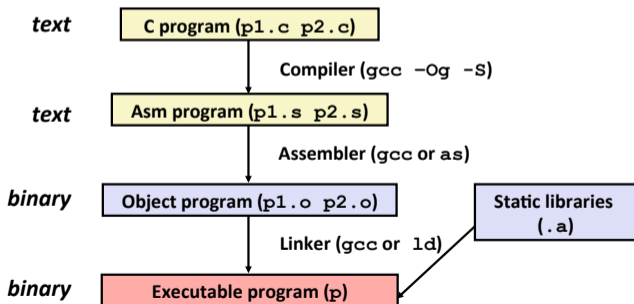 text C program (p1.c p2.c)
Compiler (gcc –Og -S)
text Asm program (p1.s p2.s)
Assembler (gcc or as)
binary Object program (p1.o p2.o) Static libraries
(.a)
Linker (gcc or ld)
binary Executable program (p)